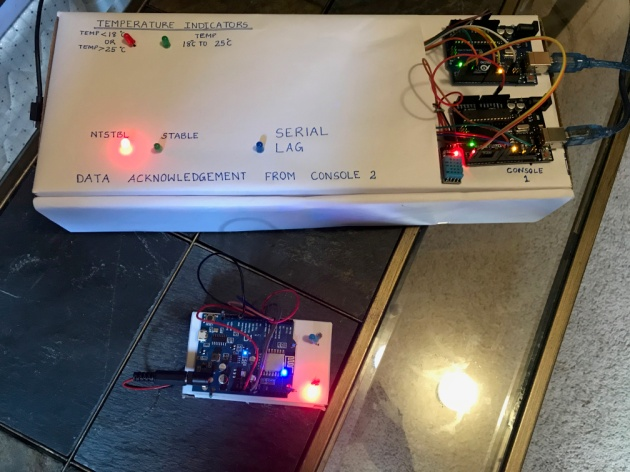 TEMPERATURE INDICATORS
TEMP<18°C
OR
TEMP>25°C
TEMP
18°C TO 25°C
NTSTBL
STABLE
SERIAL
LAG
DATA ACKNOWLEDGEMENT FROM CONSOLE 2
CONSOLE
1